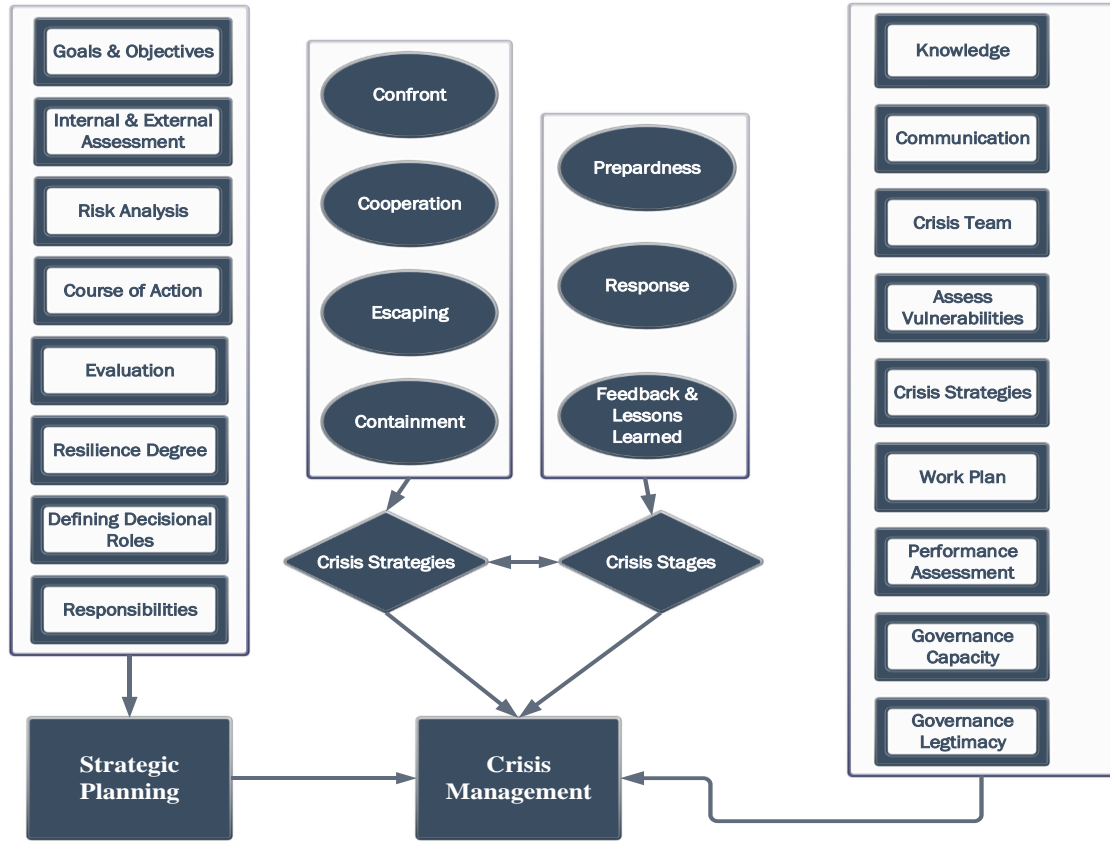 Goals & Objectives
Internal & External
Assessment
Risk Analysis
Course of Action
Evaluation
Resilience Degree
Defining Decisional
Roles
Responsibilities
Strategic
Planning
Confront
Cooperation
Escaping
Containment
Crisis Strategies
Prepardness
Response
Feedback &
Lessons
Learned
Crisis Stages
Crisis
Management
Knowledge
Communication
Crisis Team
Assess
Vulnerabilities
Crisis Strategies
Work Plan
Performance
Assessment
Governance
Capacity
Governance
Legtimacy